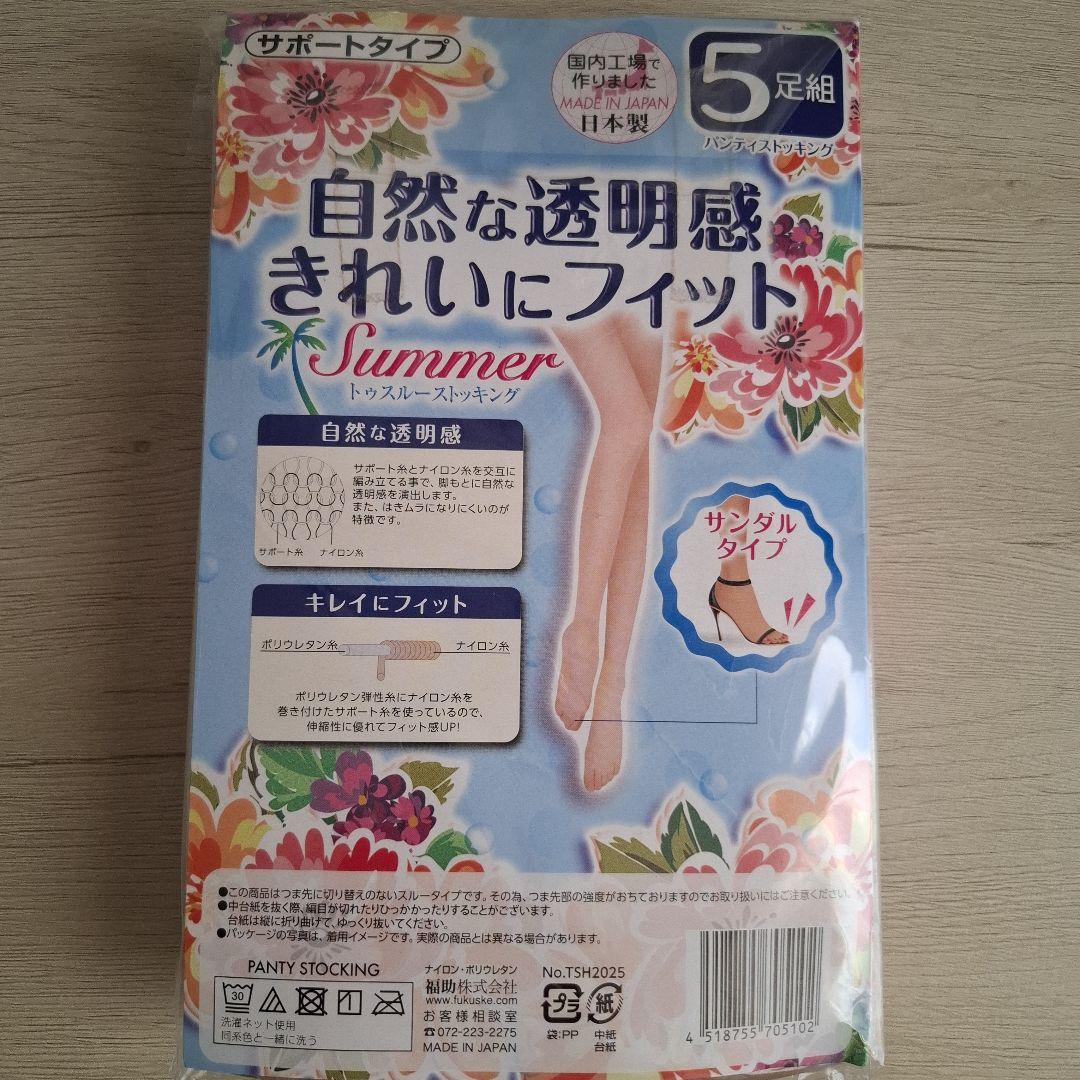 サポートタイプ
国内工場で
作りました
MADE IN JAPAN
日本製
5足組
パンティストッキング
自然な透明感
きれいにフィット
Summer
トゥスルーストッキング
自然な透明感
サポート糸とナイロン糸を交互に
編み立てる事で、脚もとに自然な
透明感を演出します。
また、はきムラになりにくいのが
特徴です。
サポート糸 ナイロン糸
サンダル
タイプ
キレイにフィット
ポリウレタン糸 ナイロン糸
ポリウレタン弾性糸にナイロン糸を
巻き付けたサポート糸を使っているので、
伸縮性に優れてフィット感UP!
●この商品はつま先に切り替えのないスルータイプです。その為、つま先部の強度がおちておりますのでお取り扱いにはご注意ください。
●中台紙を抜く際、編目が切れたりひっかかったりすることがございます。
台紙は縦に折り曲げて、ゆっくり抜いてください。
●パッケージの写真は、着用イメージです。実際の商品とは異なる場合があります。
PANTY STOCKING
30
洗濯ネット使用
同系色と一緒に洗う
ナイロン・ポリウレタン
福助株式会社
www.fukuske.com
お客様相談室
☎072-223-2275
MADE IN JAPAN
No.TSH2025
プラ 紙
袋:PP 中紙
台紙
4 518755 705102